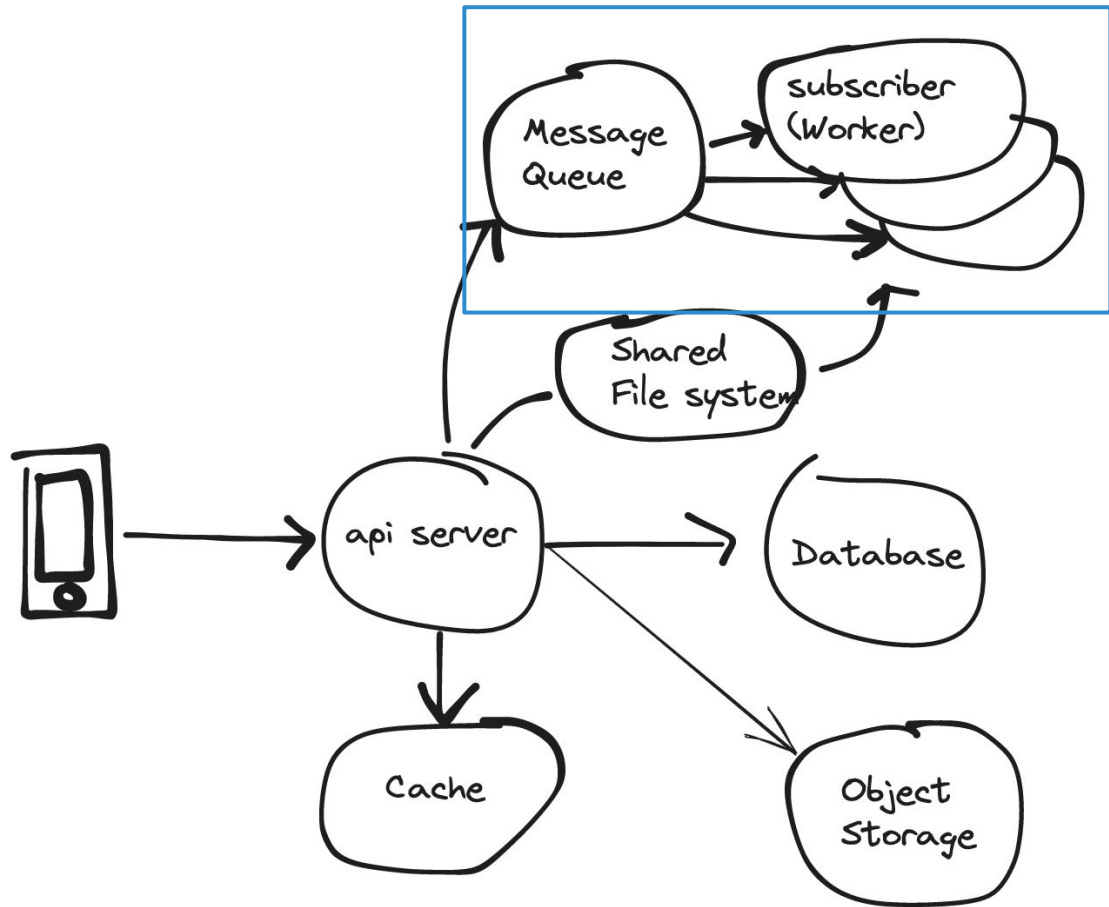 Message
Queue
subscriber
(Worker)
Shared
File system
api server
Database
Cache
Object
Storage